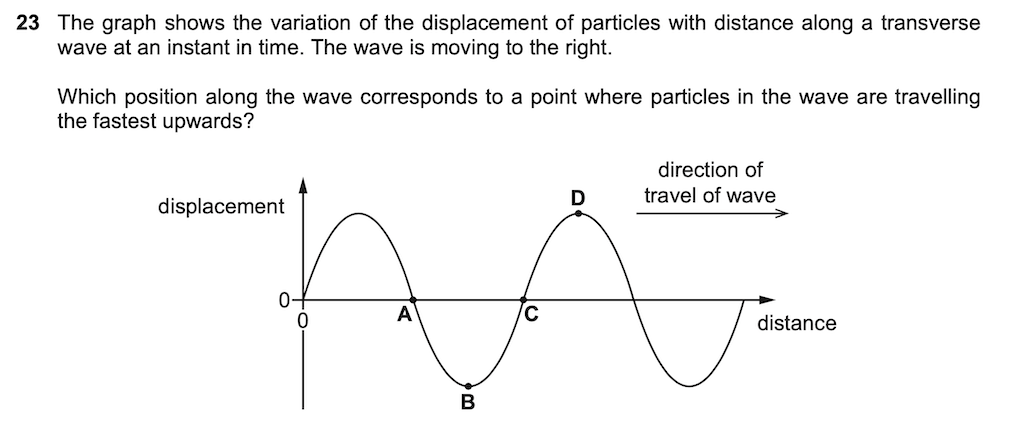 23 The graph shows the variation of the displacement of particles with distance along a transverse
wave at an instant in time. The wave is moving to the right.
Which position along the wave corresponds to a point where particles in the wave are travelling
the fastest upwards?
direction of
travel of wave
displacement
D
0
0
A
C
distance
B